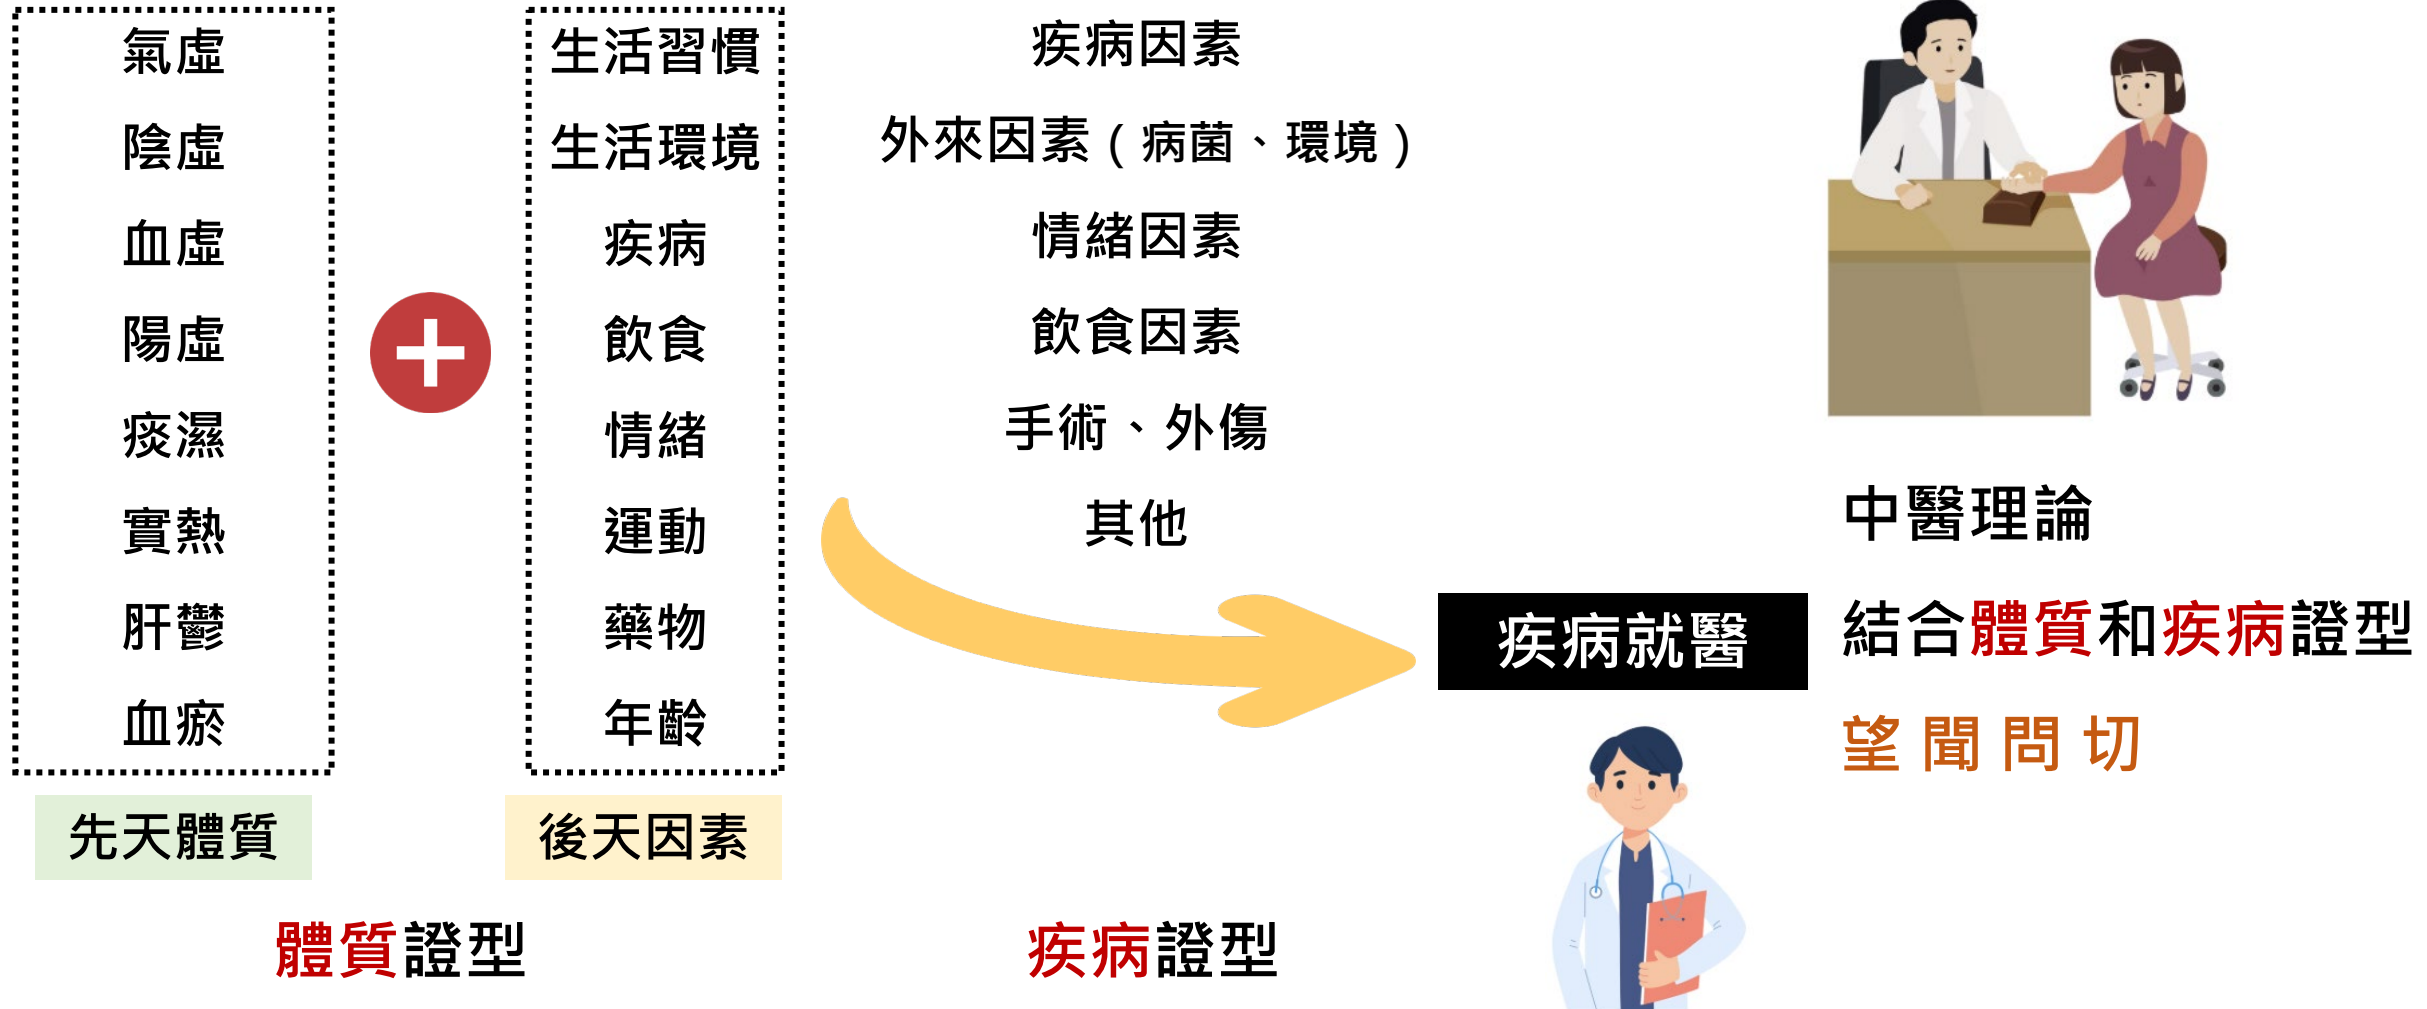 氣虛
陰虛
血虛
陽虛
痰濕
實熱
肝鬱
血瘀
先天體質
生活習慣
生活環境
疾病
飲食
情緒
運動
藥物
年齡
後天因素
體質證型
疾病因素
外來因素(病菌、環境)
情緒因素
飲食因素
手術、外傷
其他
疾病證型
疾病就醫
中醫理論
結合體質和疾病證型
望聞問切